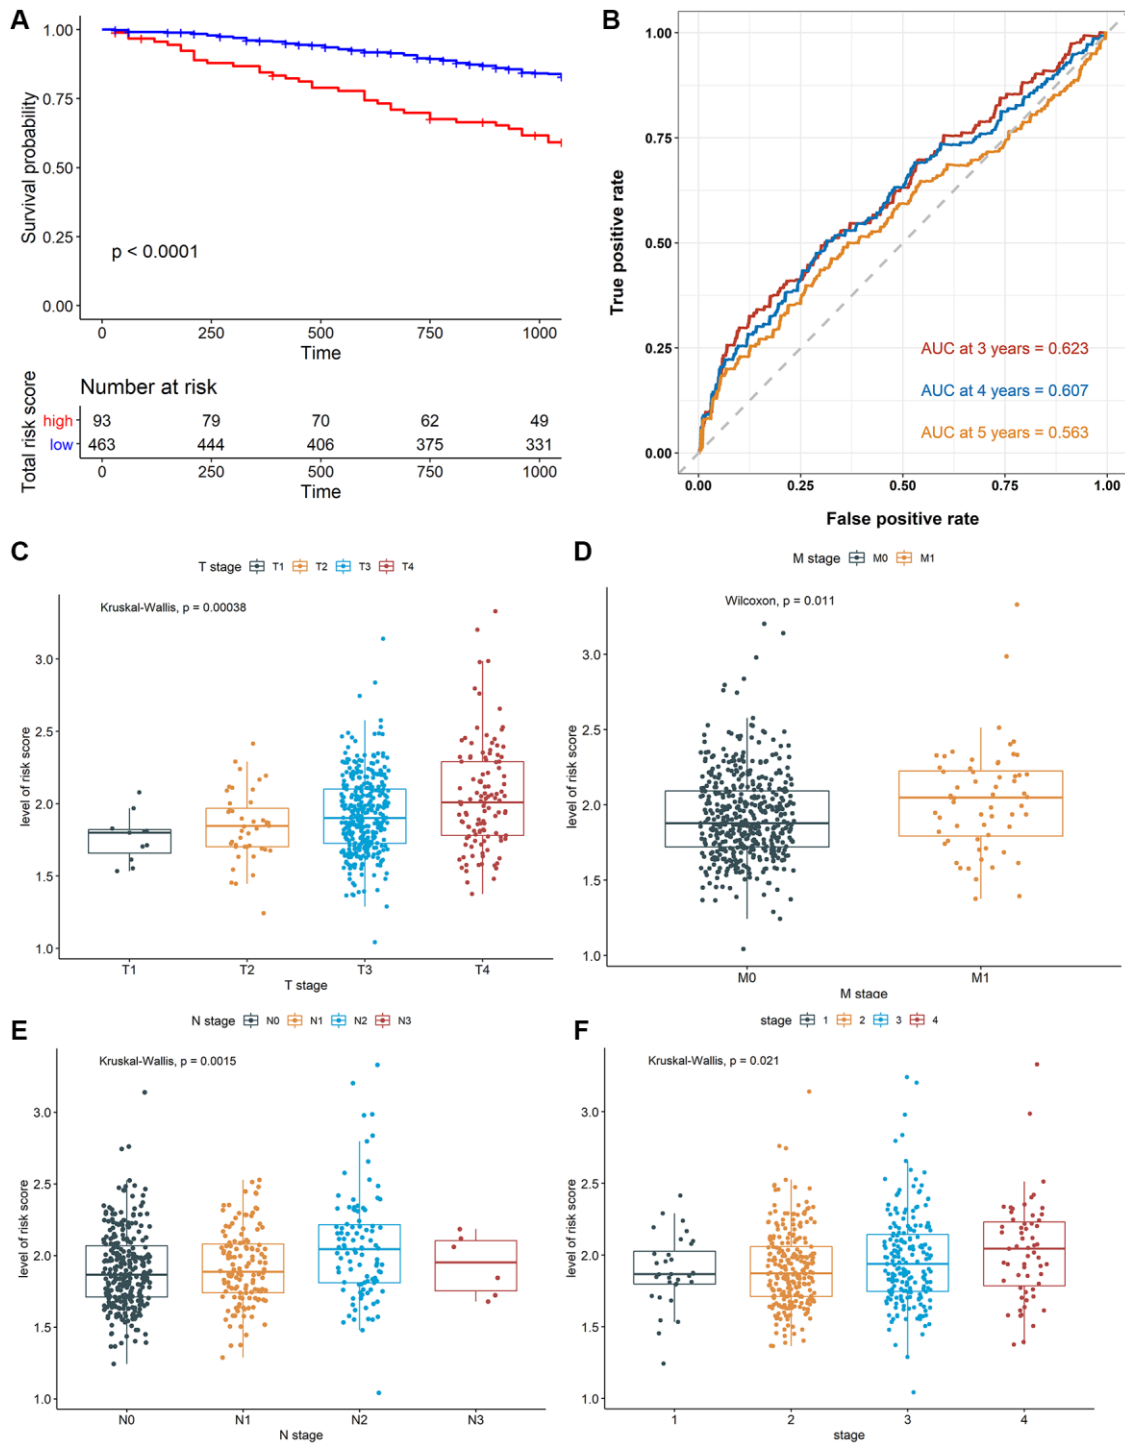 A
1.00
0.75
0.50
0.25
0.00
Survival probability
p < 0.0001
0 250 500 750 1000
Time
Number at risk
Total risk score
high 93 79 70 62 49
low 463 444 406 375 331
0 250 500 750 1000
Time
B
1.00
0.75
0.50
0.25
0.00
True positive rate
AUC at 3 years = 0.623
AUC at 4 years = 0.607
AUC at 5 years = 0.563
0.00 0.25 0.50 0.75 1.00
False positive rate
C
T stage T1 T2 T3 T4
Kruskal-Wallis, p = 0.00038
level of risk score
3.0
2.5
2.0
1.5
1.0
T1 T2 T3 T4
T stage
D
M stage M0 M1
Wilcoxon, p = 0.011
level of risk score
3.0
2.5
2.0
1.5
1.0
M0 M1
M stage
E
N stage N0 N1 N2 N3
Kruskal-Wallis, p = 0.0015
level of risk score
3.0
2.5
2.0
1.5
1.0
N0 N1 N2 N3
N stage
F
stage 1 2 3 4
Kruskal-Wallis, p = 0.021
level of risk score
3.0
2.5
2.0
1.5
1.0
1 2 3 4
stage